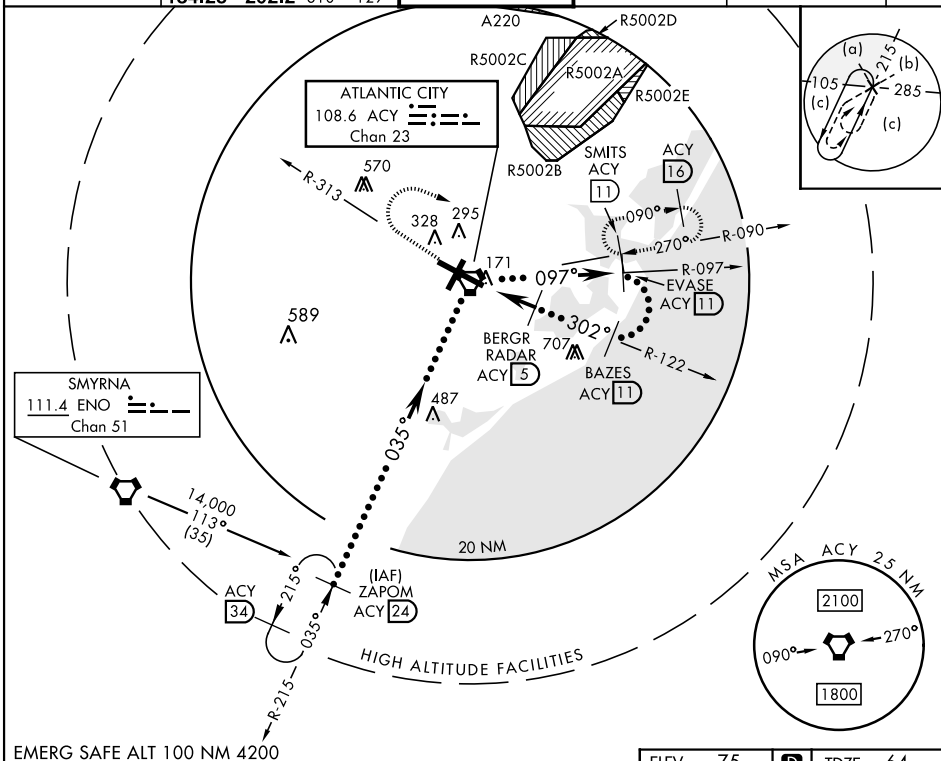 A220
R5002D
R5002C
R5002A
R5002E
R5002B
(a)
215
(b)
105
285
(c)
(c)
ATLANTIC CITY
108.6 ACY
Chan 23
SMITS
ACY
11
ACY
16
570
R-313
328
295
090°
270°
R-090
171
097°
R-097
EVASE
ACY 11
302°
589
BERGR
RADAR
ACY 5
707
R-122
BAZES
ACY 11
SMYRNA
111.4 ENO
Chan 51
487
035°
14,000
113°
(35)
20 NM
MSA ACY 25 NM
2100
090°
270°
1800
ACY
34
215°
035°
(IAF)
ZAPOM
ACY 24
HIGH ALTITUDE FACILITIES
R-215
EMERG SAFE ALT 100 NM 4200